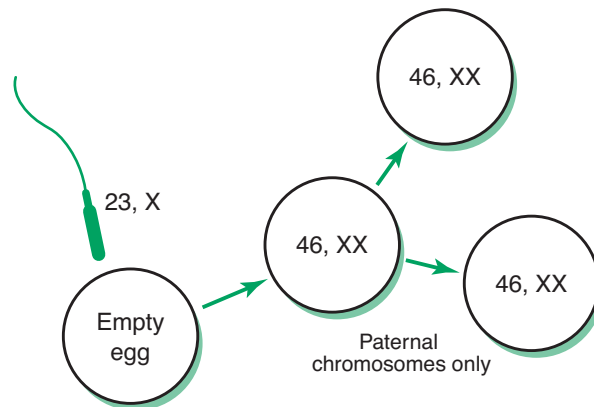 46, XX
23, X
46, XX
46, XX
Empty
egg
Paternal
chromosomes only